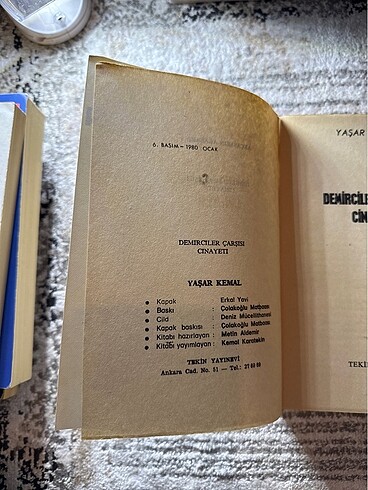 6. BASIM – 1980 OCAK
DEMİRCİLER ÇARŞISI
CİNAYETİ
YAŞAR KEMAL
• Kapak : Erkal Yavi
• Baskı : Çolakoğlu Matbaası
• Cild : Deniz Mücellithanesi
• Kapak baskısı : Çolakoğlu Matbaası
• Kitabı hazırlayan : Metin Aldemir
• Kitabı yayımlayan : Kemal Karatekin
TEKİN YAYINEVİ
Ankara Cad. No. 51 — Tel.: 27 69 69
YAŞAR
DEMİRCİLE
CİN
TEKİN